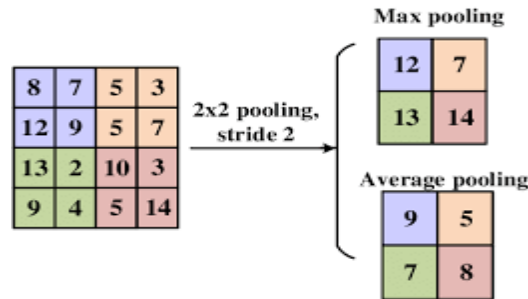 Max pooling
8 7 5 3
12 9 5 7
13 2 10 3
9 4 5 14
2x2 pooling,
stride 2
12 7
13 14
Average pooling
9 5
7 8